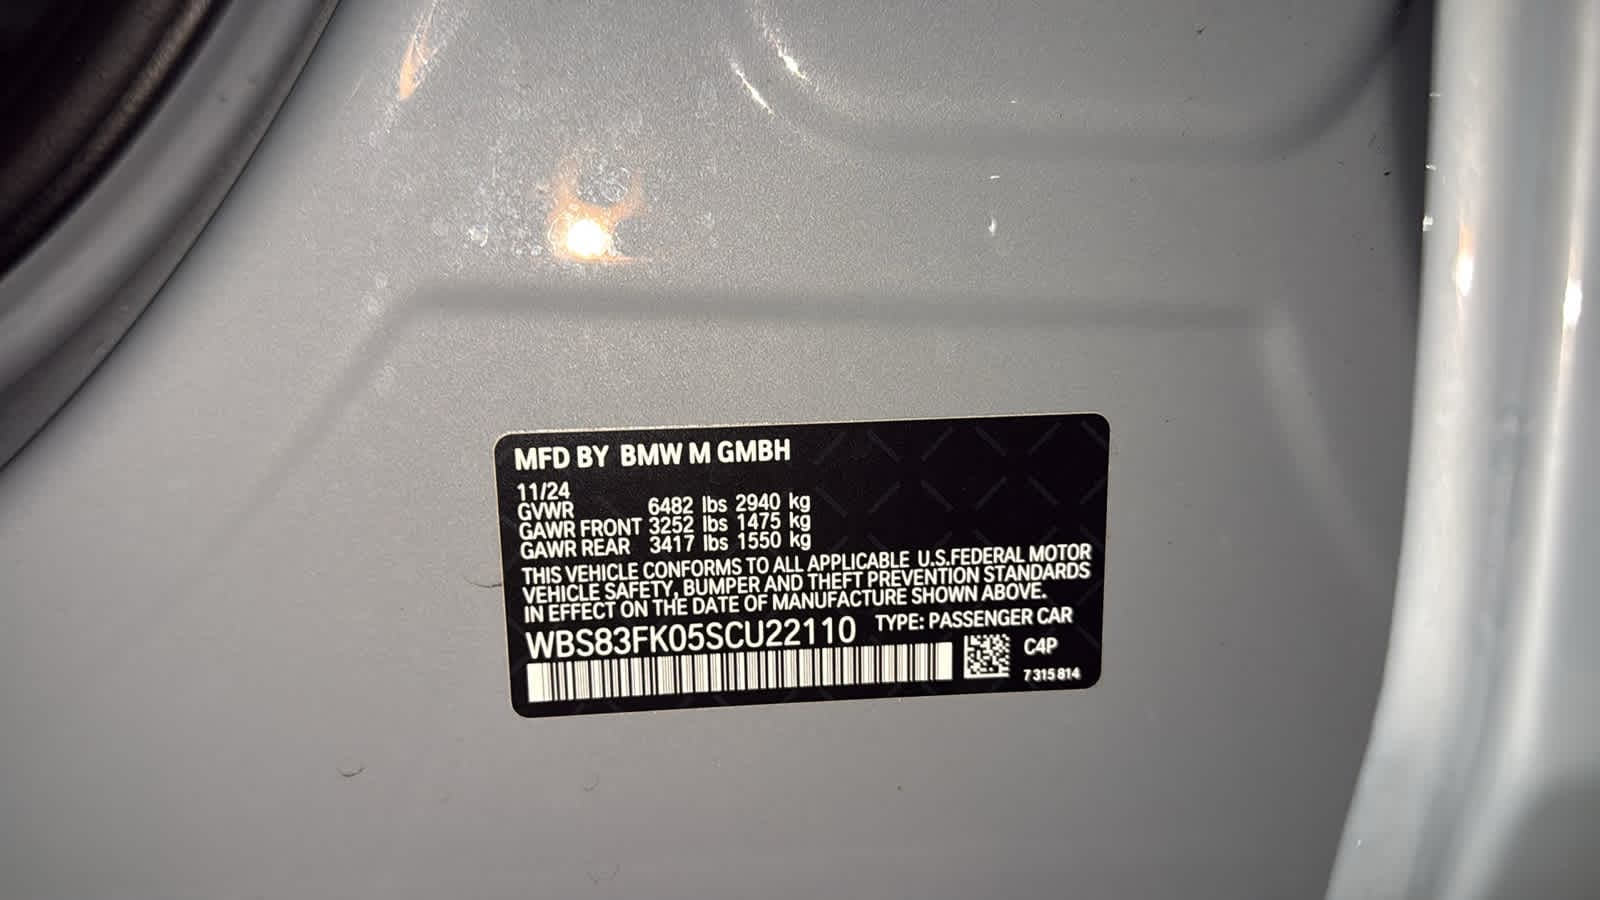 MFD BY BMW M GMBH
11/24
GVWR 6482 lbs 2940 kg
GAWR FRONT 3252 lbs 1475 kg
GAWR REAR 3417 lbs 1550 kg
THIS VEHICLE CONFORMS TO ALL APPLICABLE U.S.FEDERAL MOTOR
VEHICLE SAFETY, BUMPER AND THEFT PREVENTION STANDARDS
IN EFFECT ON THE DATE OF MANUFACTURE SHOWN ABOVE.
WBS83FK05SCU22110 TYPE: PASSENGER CAR
C4P
7 315 814